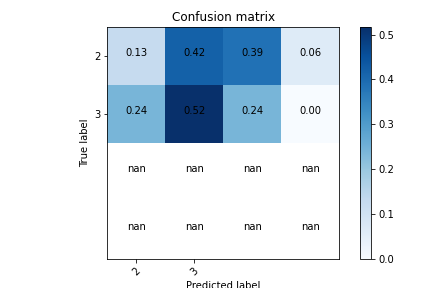 Confusion matrix
2 0.13 0.42 0.39 0.06
3 0.24 0.52 0.24 0.00
nan nan nan nan
nan nan nan nan
2 3
True label
Predicted label
0.5
0.4
0.3
0.2
0.1
0.0